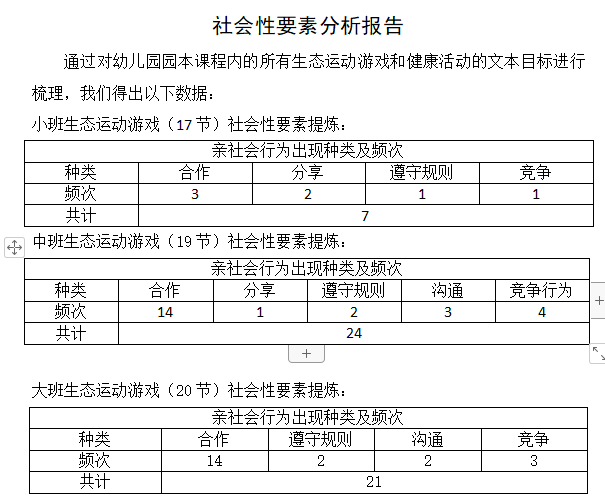 社会性要素分析报告
通过对幼儿园园本课程内的所有生态运动游戏和健康活动的文本目标进行
梳理，我们得出以下数据：
小班生态运动游戏（17 节）社会性要素提炼：
亲社会行为出现种类及频次
种类 合作 分享 遵守规则 竞争
频次 3 2 1 1
共计 7
中班生态运动游戏（19 节）社会性要素提炼：
亲社会行为出现种类及频次
种类 合作 分享 遵守规则 沟通 竞争行为
频次 14 1 2 3 4
共计 24
大班生态运动游戏（20 节）社会性要素提炼：
亲社会行为出现种类及频次
种类 合作 遵守规则 沟通 竞争
频次 14 2 2 3
共计 21